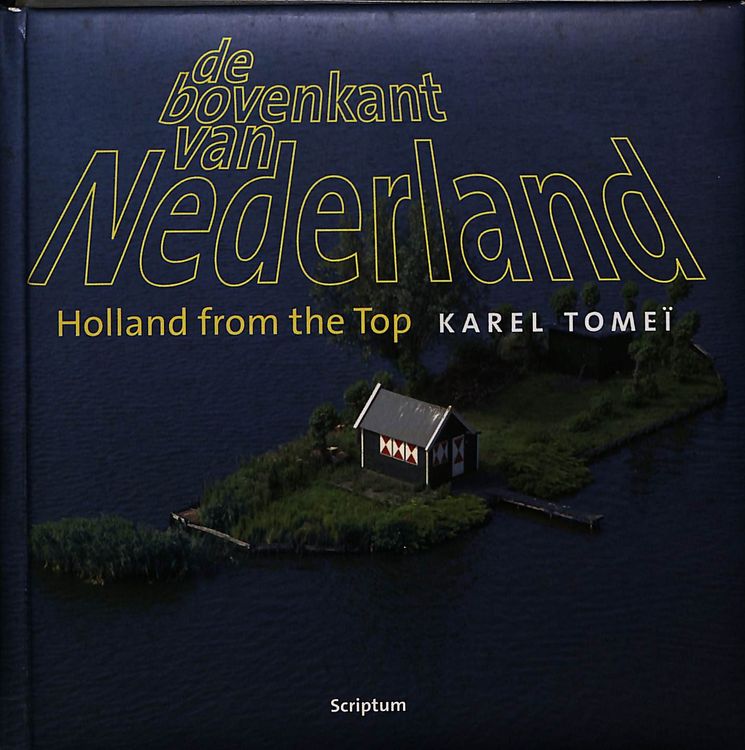 de
bovenkant
van
Nederland
Holland from the Top KAREL TOMEÏ
Scriptum